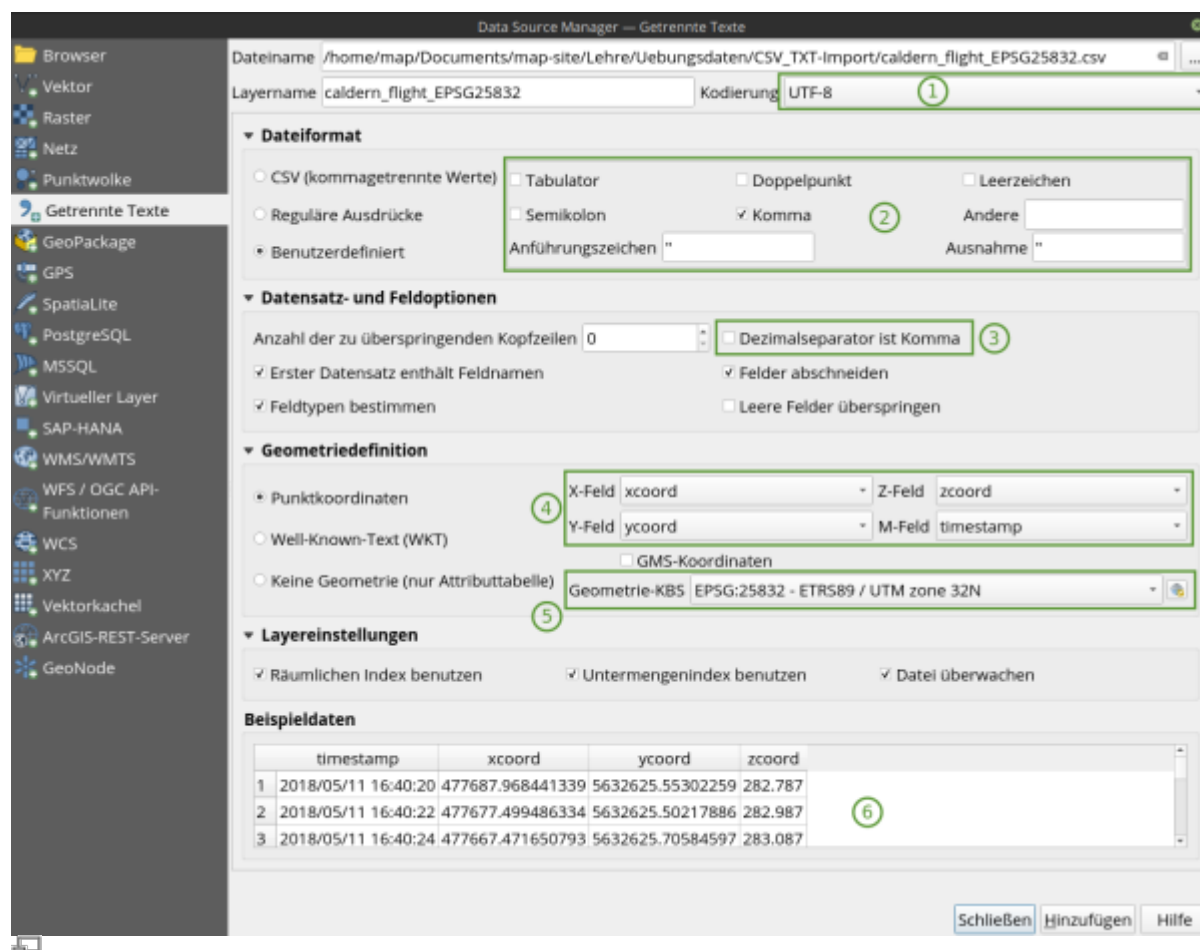 Data Source Manager — Getrennte Texte
Browser
Vektor
Raster
Netz
Punktwolke
Getrennte Texte
GeoPackage
GPS
SpatiaLite
PostgreSQL
MSSQL
Virtueller Layer
SAP-HANA
WMS/WMTS
WFS / OGC API-
Funktionen
WCS
XYZ
Vektorkachel
ArcGIS-REST-Server
GeoNode
Dateiname /home/map/Documents/map-site/Lehre/Uebungsdaten/CSV_TXT-Import/caldern_flight_EPSG25832.csv ...
Layername caldern_flight_EPSG25832 Kodierung UTF-8 1
Dateiformat
CSV (kommagetrennte Werte) Tabulator Doppelpunkt Leerzeichen
Reguläre Ausdrücke Semikolon Komma 2 Andere
Benutzerdefiniert Anführungszeichen " Ausnahme "
Datensatz- und Feldoptionen
Anzahl der zu überspringenden Kopfzeilen 0 Dezimalseparator ist Komma 3
Erster Datensatz enthält Feldnamen Felder abschneiden
Feldtypen bestimmen Leere Felder überspringen
Geometriedefinition
Punktkoordinaten 4 X-Feld xcoord Z-Feld zcoord
Y-Feld ycoord M-Feld timestamp
Well-Known-Text (WKT)
GMS-Koordinaten
Keine Geometrie (nur Attributtabelle) Geometrie-KBS EPSG:25832 - ETRS89 / UTM zone 32N
5
Layereinstellungen
Räumlichen Index benutzen Untermengenindex benutzen Datei überwachen
Beispieldaten
timestamp xcoord ycoord zcoord
1 2018/05/11 16:40:20 477687.968441339 5632625.55302259 282.787
2 2018/05/11 16:40:22 477677.499486334 5632625.50217886 282.987 6
3 2018/05/11 16:40:24 477667.471650793 5632625.70584597 283.087
Schließen Hinzufügen Hilfe